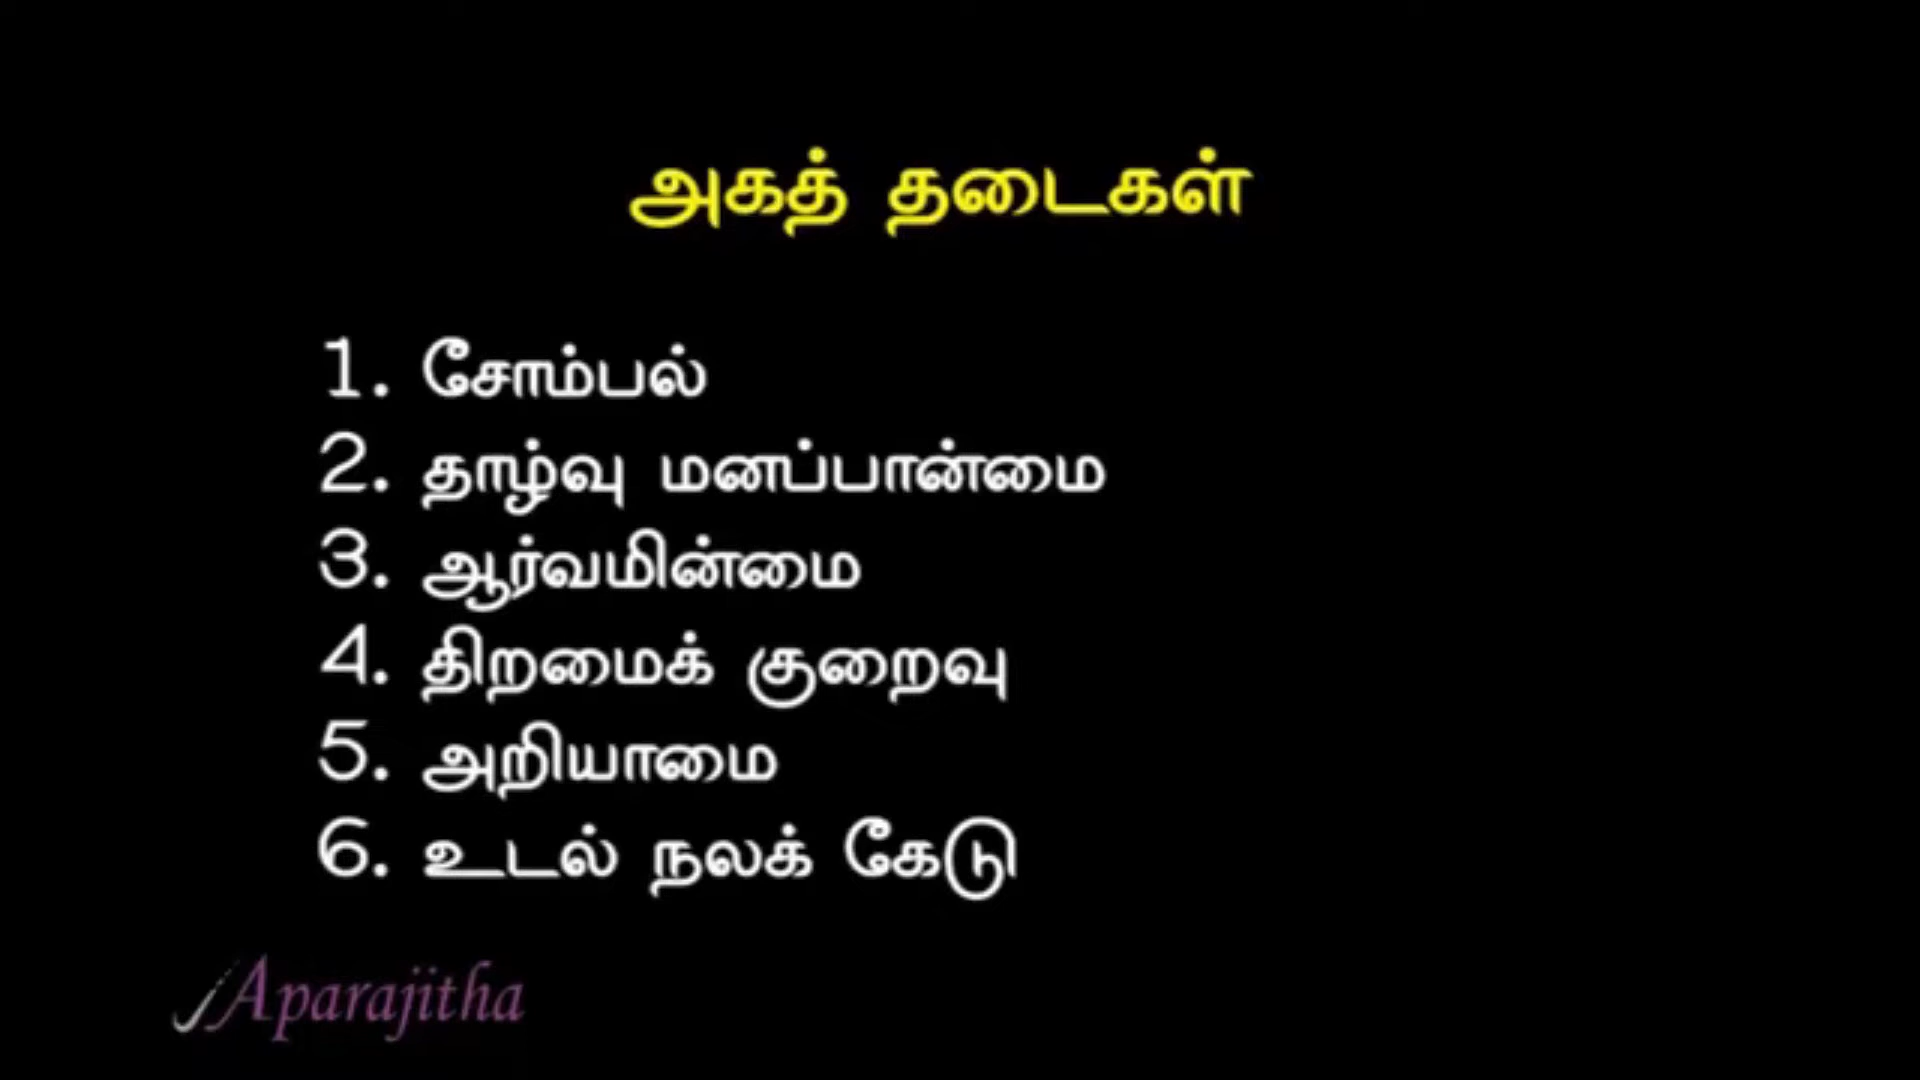 அகத் தடைகள்
1. சோம்பல்
2. தாழ்வு மனப்பான்மை
3. ஆர்வமின்மை
4. திறமைக் குறைவு
5. அறியாமை
6. உடல் நலக் கேடு
Aparajitha